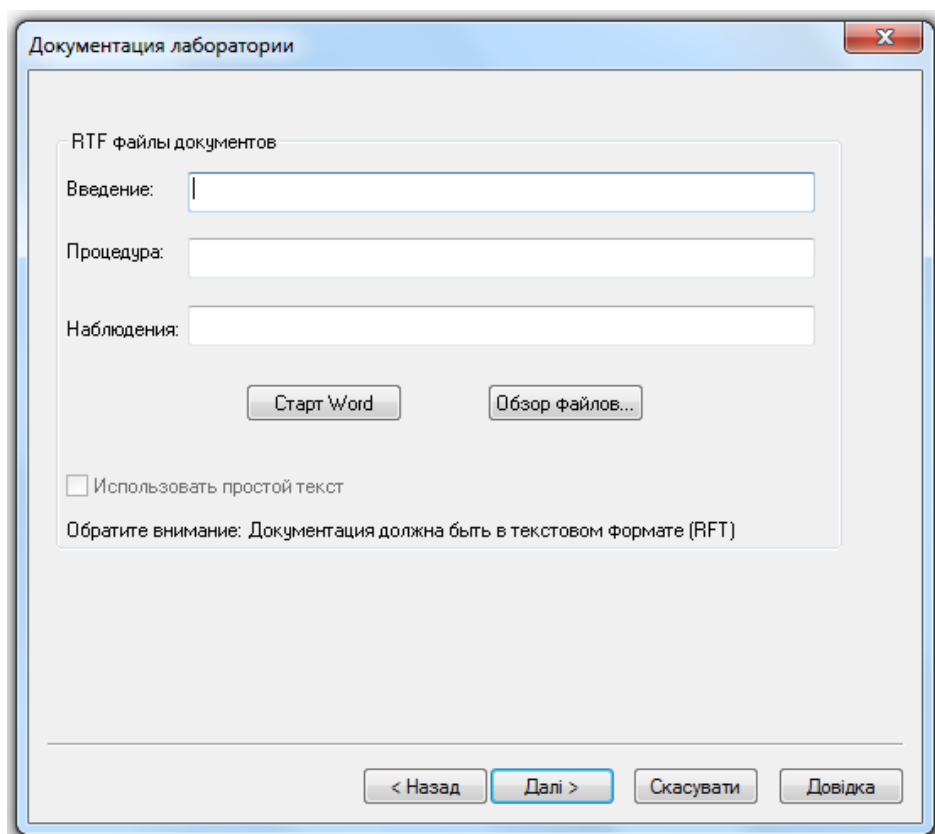 Документация лаборатории
RTF файлы документов
Введение:
Процедура:
Наблюдения:
Старт Word Обзор файлов...
Использовать простой текст
Обратите внимание: Документация должна быть в текстовом формате (RFT)
< Назад Далі > Скасувати Довідка